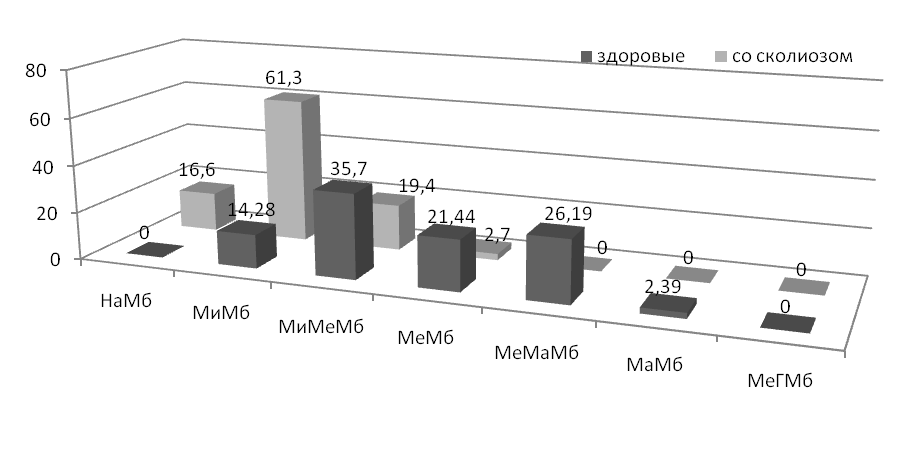 80
60
40
20
0
здоровые
со сколиозом
61,3
16,6
35,7
19,4
14,28
21,44
26,19
2,7
0
0
0
0
2,39
0
НаМб
МиМб
МиМеМб
МеМб
МеМаМб
МаМб
МеГМб